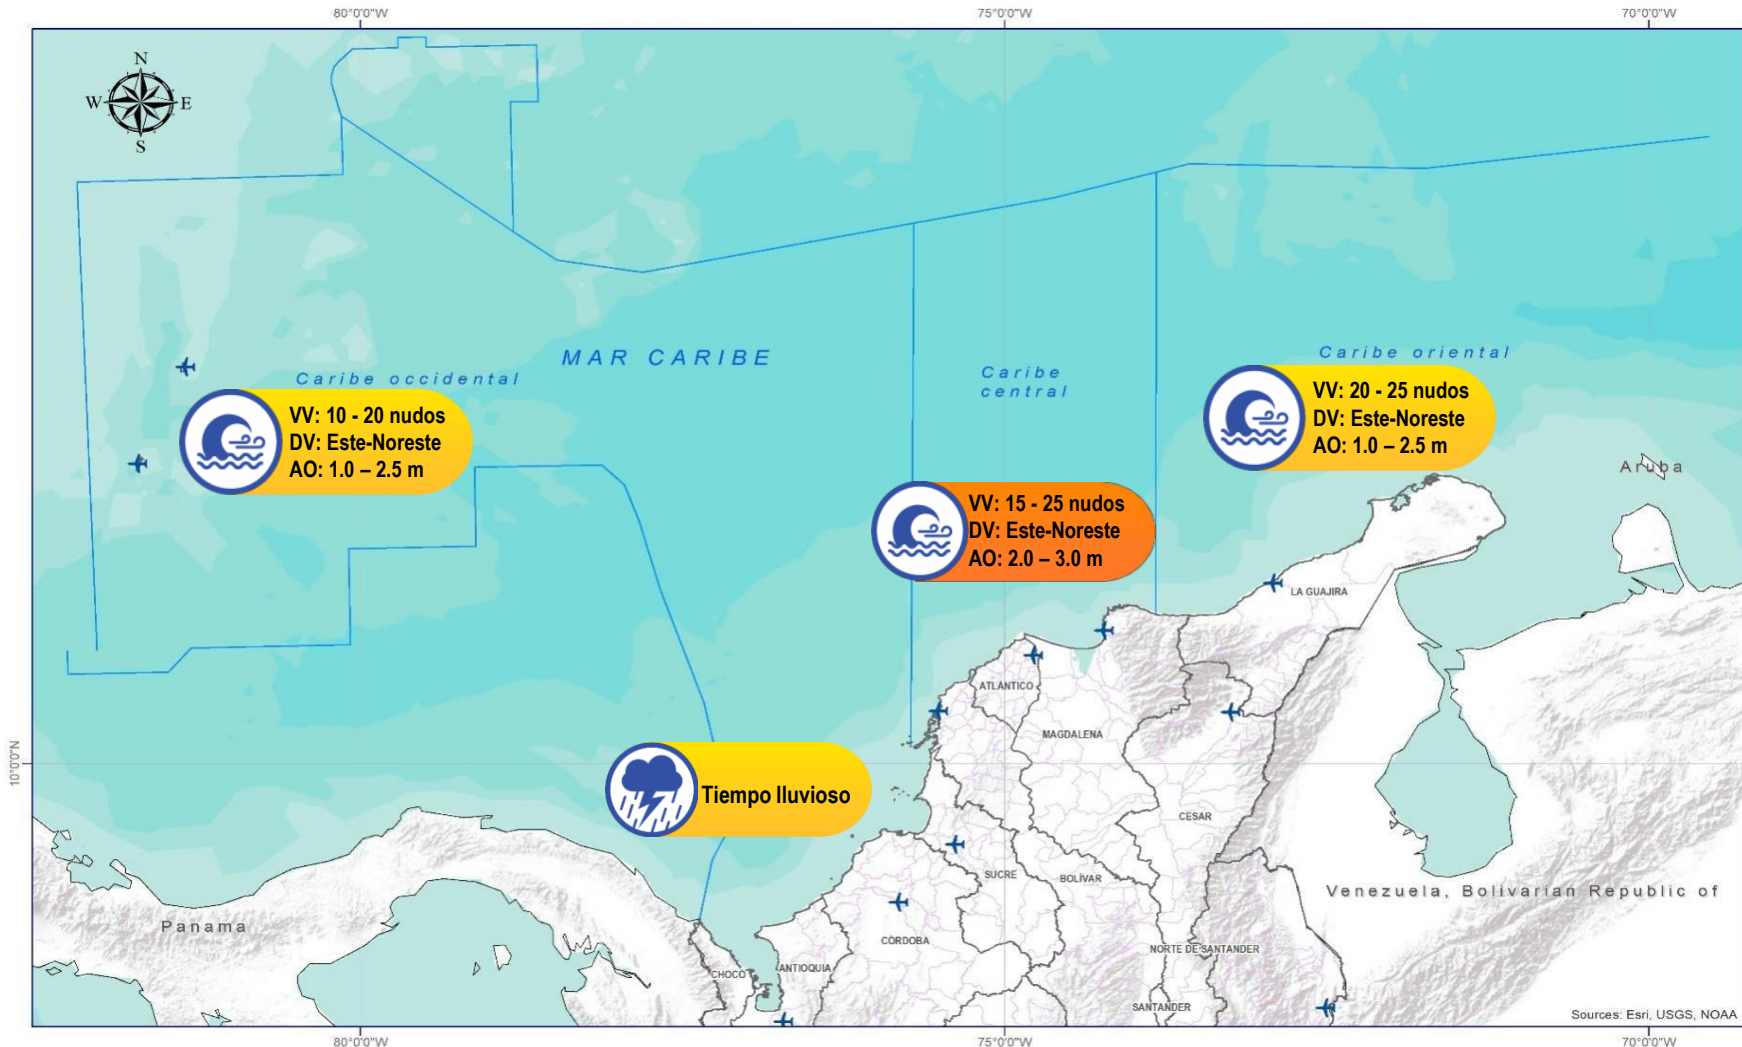 80°0'0"W
75°0'0"W
70°0'0"W
N
W
E
S
MAR CARIBE
Caribe occidental
Caribe
central
Caribe oriental
VV: 10 - 20 nudos
DV: Este-Noreste
AO: 1.0 – 2.5 m
VV: 20 - 25 nudos
DV: Este-Noreste
AO: 1.0 – 2.5 m
VV: 15 - 25 nudos
DV: Este-Noreste
AO: 2.0 – 3.0 m
Aruba
LA GUAJIRA
ATLÁNTICO
MAGDALENA
10°0'0"N
Tiempo lluvioso
CESAR
SUCRE
BOLÍVAR
Venezuela, Bolivarian Republic of
Panama
CÓRDOBA
NORTE DE SANTANDER
CHOCÓ
ANTIOQUIA
SANTANDER
Sources: Esri, USGS, NOAA
80°0'0"W
75°0'0"W
70°0'0"W